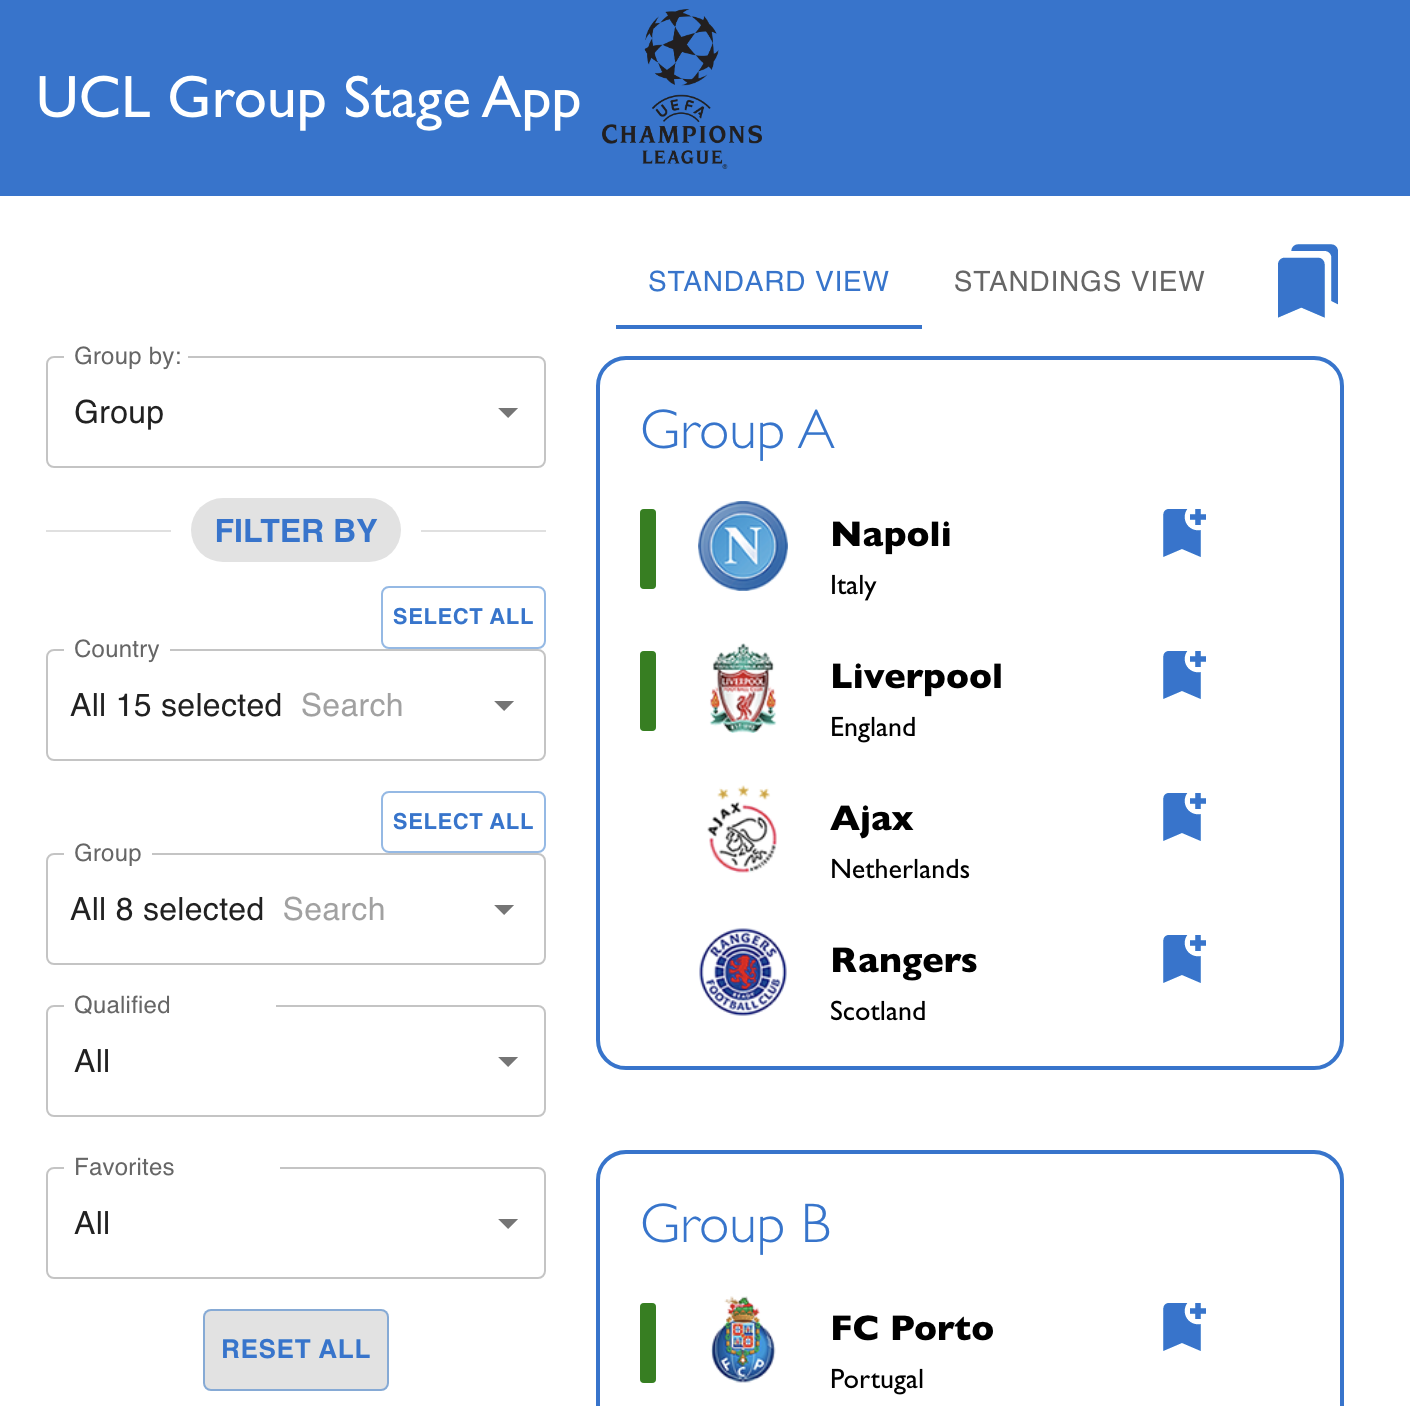 UCL Group Stage App
UEFA
CHAMPIONS
LEAGUE
STANDARD VIEW
STANDINGS VIEW
Group by:
Group
FILTER BY
SELECT ALL
Country
All 15 selected Search
SELECT ALL
Group
All 8 selected Search
Qualified
All
Favorites
All
RESET ALL
Group A
N
Napoli
Italy
LIVERPOOL
Liverpool
England
AJAX
Ajax
Netherlands
RANGERS
READY
FOOTBALL CLUB
Rangers
Scotland
Group B
FCP
FC Porto
Portugal